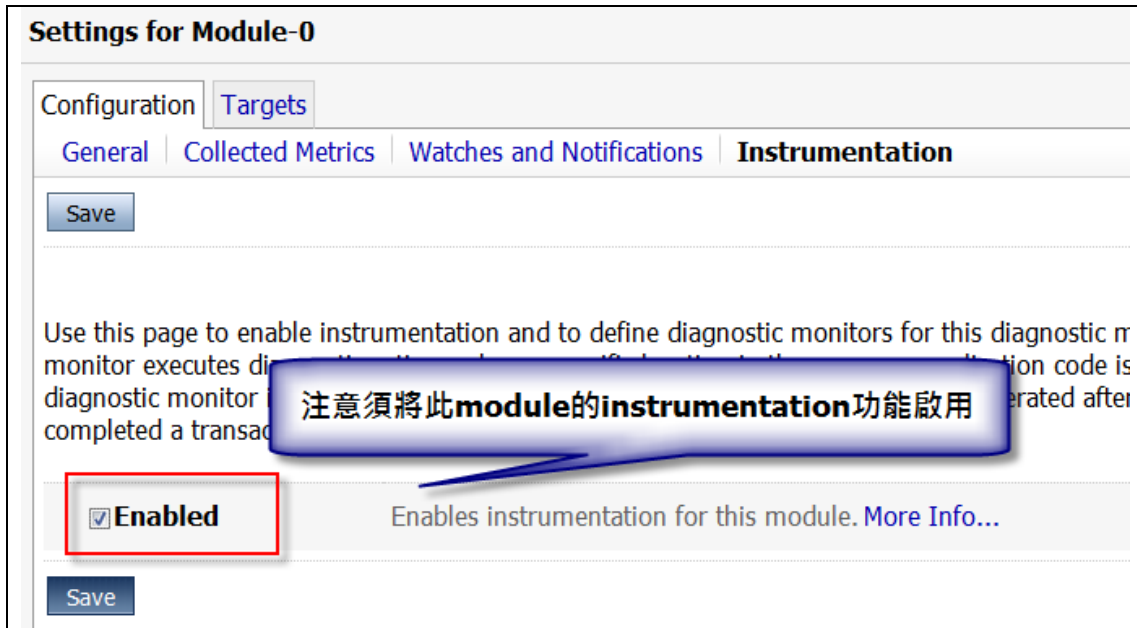 Settings for Module-0
Configuration Targets
General Collected Metrics Watches and Notifications Instrumentation
Save
Use this page to enable instrumentation and to define diagnostic monitors for this diagnostic
monitor executes code is
diagnostic monitor erated after
completed a
注意須將此module的instrumentation功能啟用
Enabled Enables instrumentation for this module. More Info...
Save